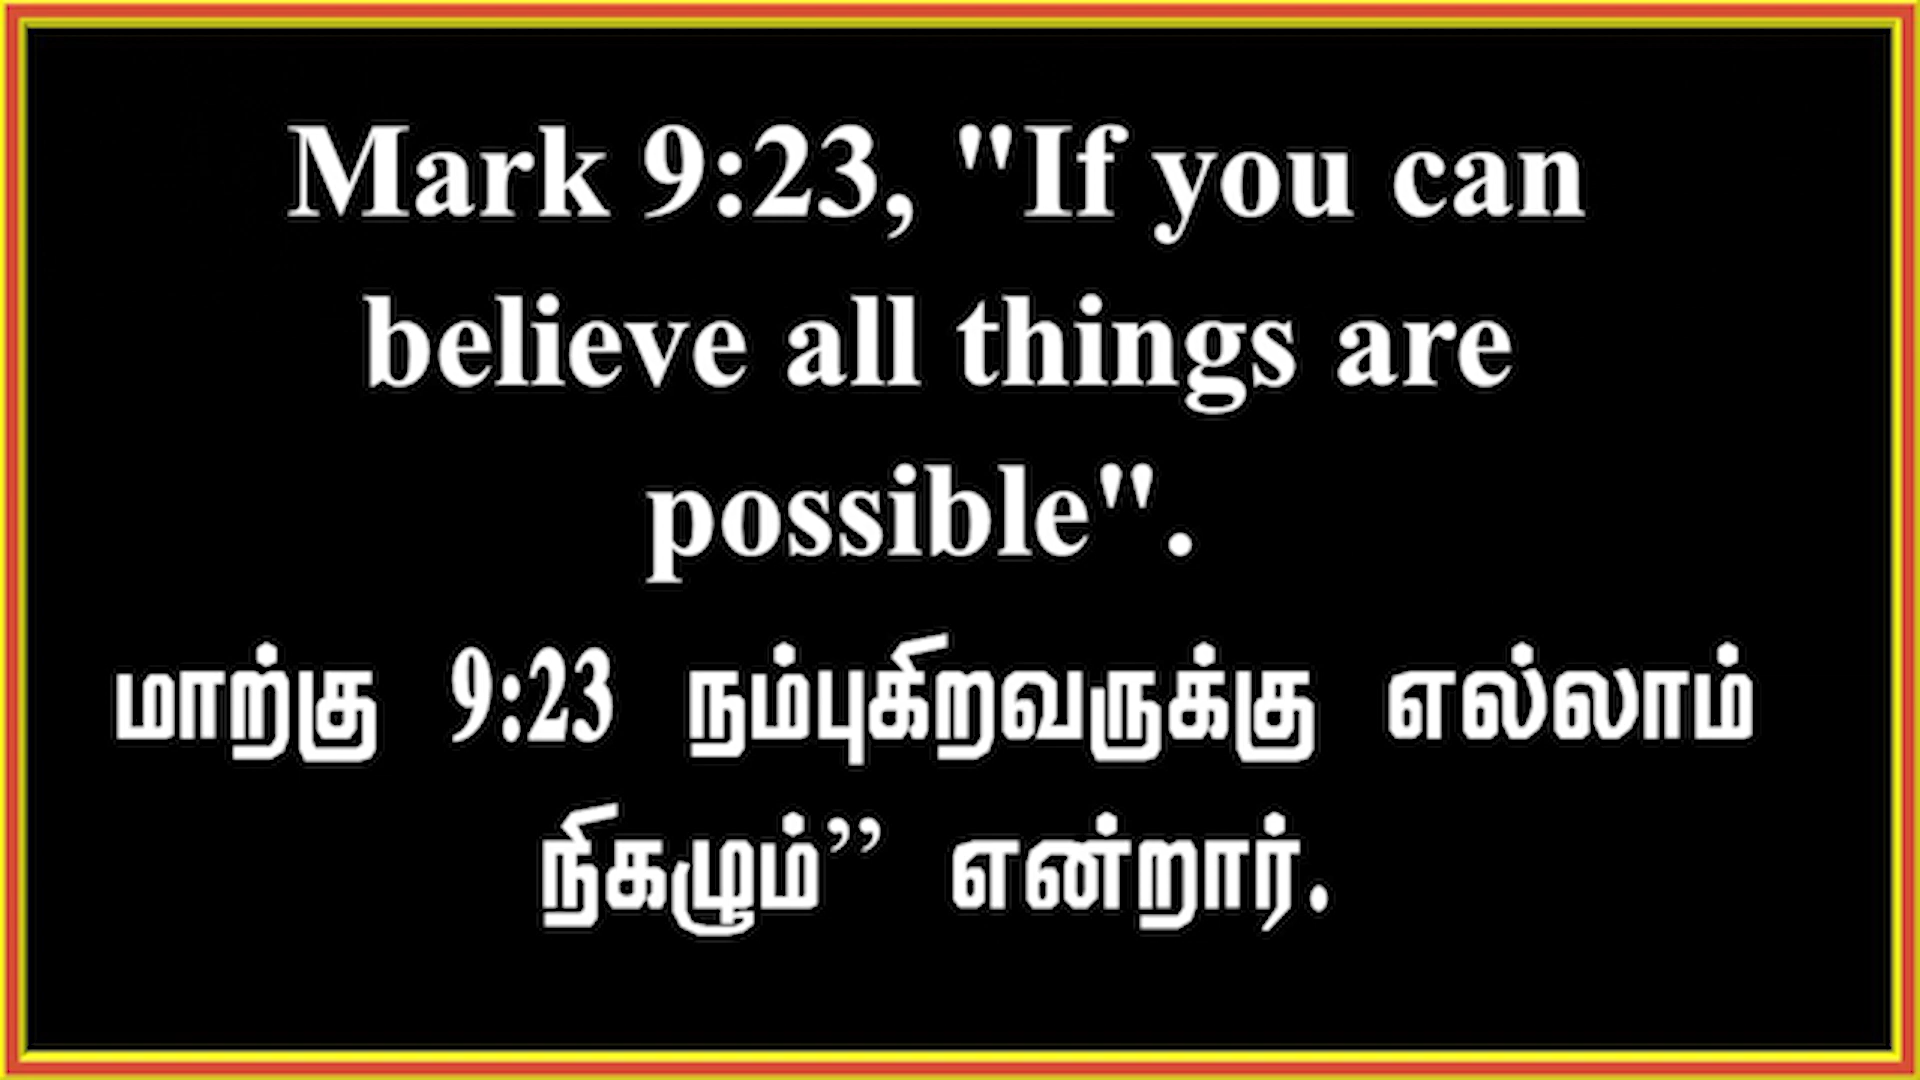 Mark 9:23, "If you can
believe all things are
possible".
மாற்கு 9:23 நம்புகிறவருக்கு எல்லாம்
நிகழும்’’ என்றார்.